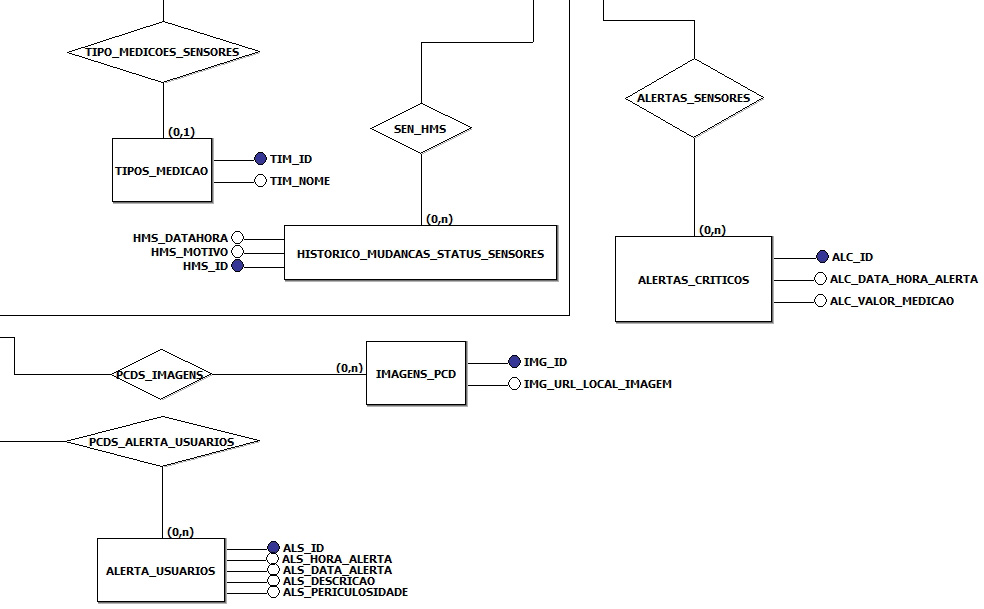 TIPO_MEDICOES_SENSORES
ALERTAS_SENSORES
SEN_HMS
(0,1)
TIPOS_MEDICAO
TIM_ID
TIM_NOME
(0,n)
HMS_DATAHORA
HMS_MOTIVO
HMS_ID
HISTORICO_MUDANCAS_STATUS_SENSORES
(0,n)
ALERTAS_CRITICOS
ALC_ID
ALC_DATA_HORA_ALERTA
ALC_VALOR_MEDICAO
PCDS_IMAGENS
(0,n)
IMAGENS_PCD
IMG_ID
IMG_URL_LOCAL_IMAGEM
PCDS_ALERTA_USUARIOS
(0,n)
ALERTA_USUARIOS
ALS_ID
ALS_HORA_ALERTA
ALS_DATA_ALERTA
ALS_DESCRICAO
ALS_PERICULOSIDADE